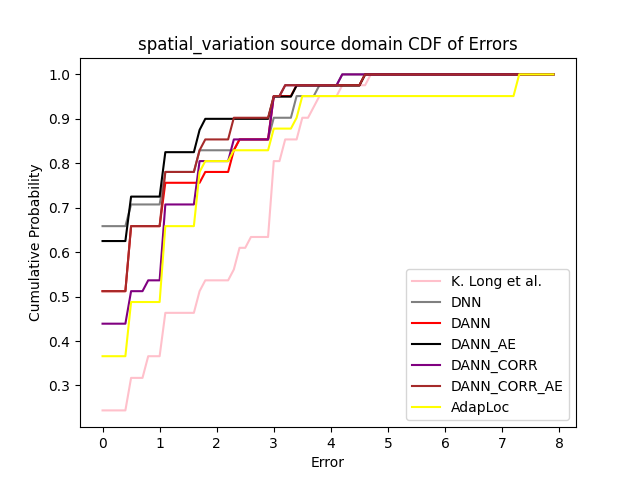 spatial_variation source domain CDF of Errors
Cumulative Probability
1.0
0.9
0.8
0.7
0.6
0.5
0.4
0.3
K. Long et al.
DNN
DANN
DANN_AE
DANN_CORR
DANN_CORR_AE
AdapLoc
0 1 2 3 4 5 6 7 8
Error